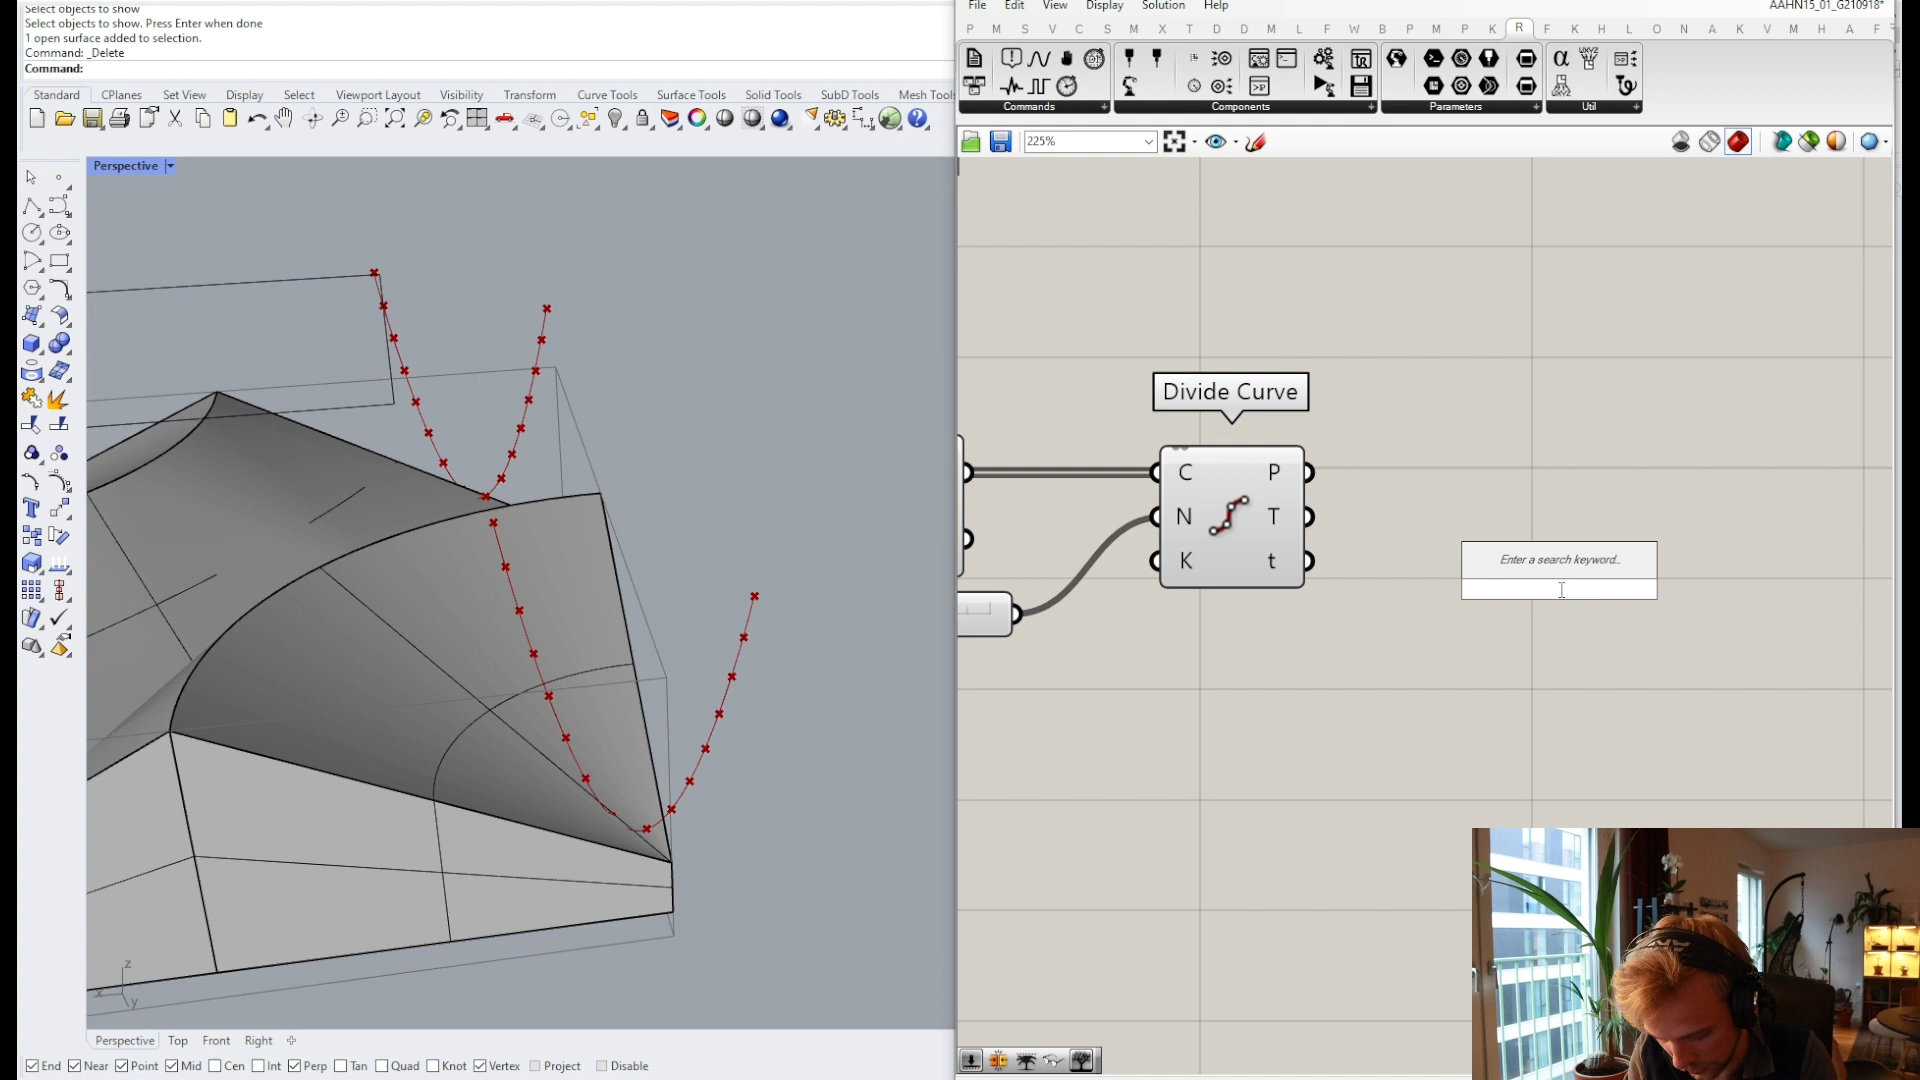 Select objects to show
Select objects to show. Press Enter when done
1 open surface added to selection.
Command: _Delete
Command:
Standard CPlanes Set View Display Select Viewport Layout Visibility Transform Curve Tools Surface Tools Solid Tools SubD Tools Mesh Tools
Perspective
z
x
y
Perspective Top Front Right
End Near Point Mid Cen Int Perp Tan Quad Knot Vertex Project Disable
File Edit View Display Solution Help
AAHN15_01_G210918*
P M S V C S M X T D D M L F W B P M P K R F K H L O N A K V M H A F
Commands Components Parameters Util
225%
Divide Curve
C P
N T
K t
Enter a search keyword...